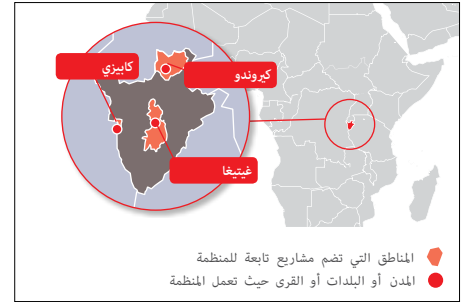 كابيزي
كيروندو
غيتيغا
المناطق التي تضم مشاريع تابعة للمنظمة
المدن أو البلدات أو القرى حيث تعمل المنظمة